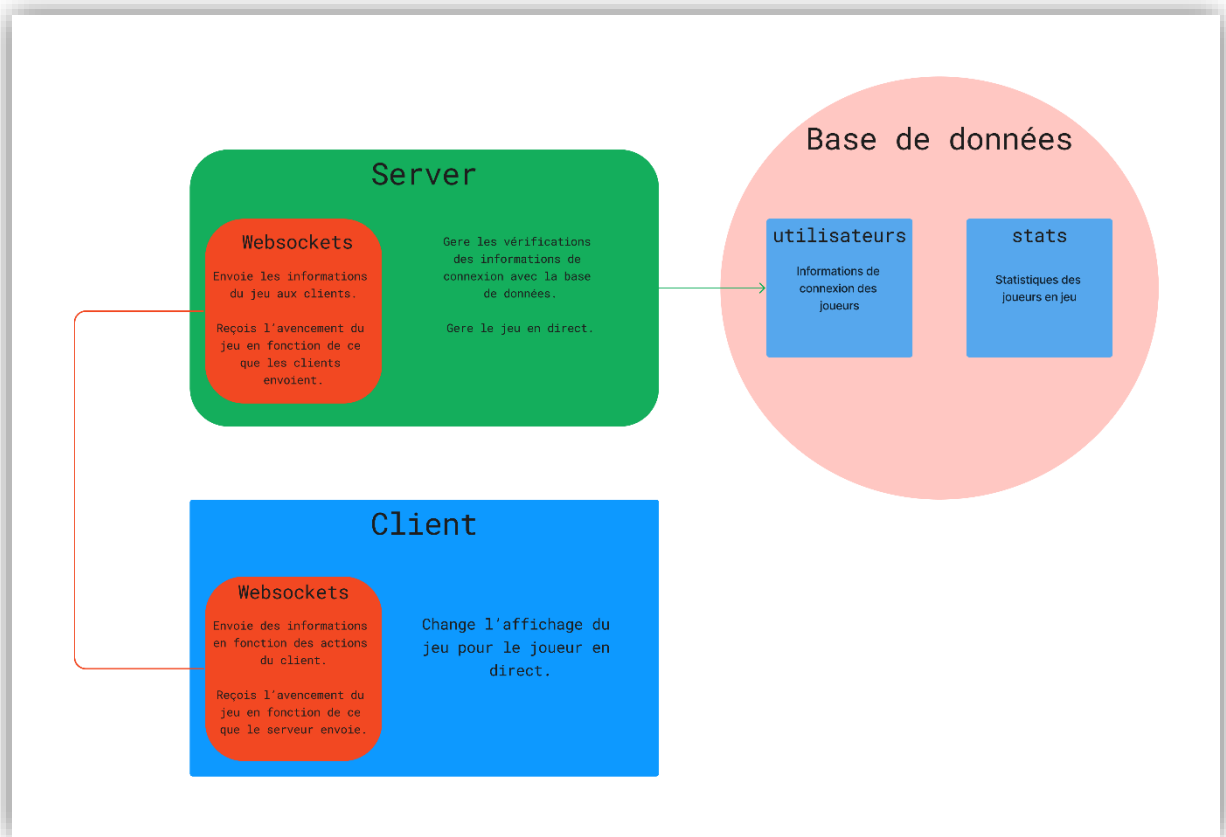 Server
Websockets
Envoie les informations
du jeu aux clients.
Reçois l'avencement du
jeu en fonction de ce
que les clients
envoient.
Gere les vérifications
des informations de
connexion avec la base
de données.
Gere le jeu en direct.
Base de données
utilisateurs
Informations de
connexion des
joueurs
stats
Statistiques des
joueurs en jeu
Client
Websockets
Envoie des informations
en fonction des actions
du client.
Reçois l'avencement du
jeu en fonction de ce
que le serveur envoie.
Change l'affichage du
jeu pour le joueur en
direct.